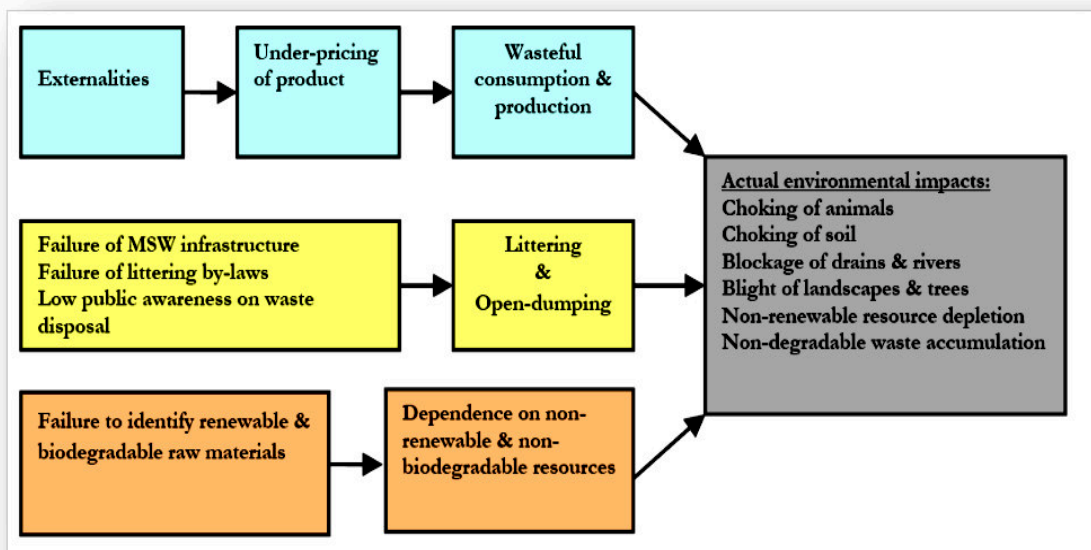 Externalities
Under-pricing
of product
Wasteful
consumption &
production
Failure of MSW infrastructure
Failure of littering by-laws
Low public awareness on waste
disposal
Littering
&
Open-dumping
Failure to identify renewable &
biodegradable raw materials
Dependence on non-
renewable & non-
biodegradable resources
Actual environmental impacts:
Choking of animals
Choking of soil
Blockage of drains & rivers
Blight of landscapes & trees
Non-renewable resource depletion
Non-degradable waste accumulation